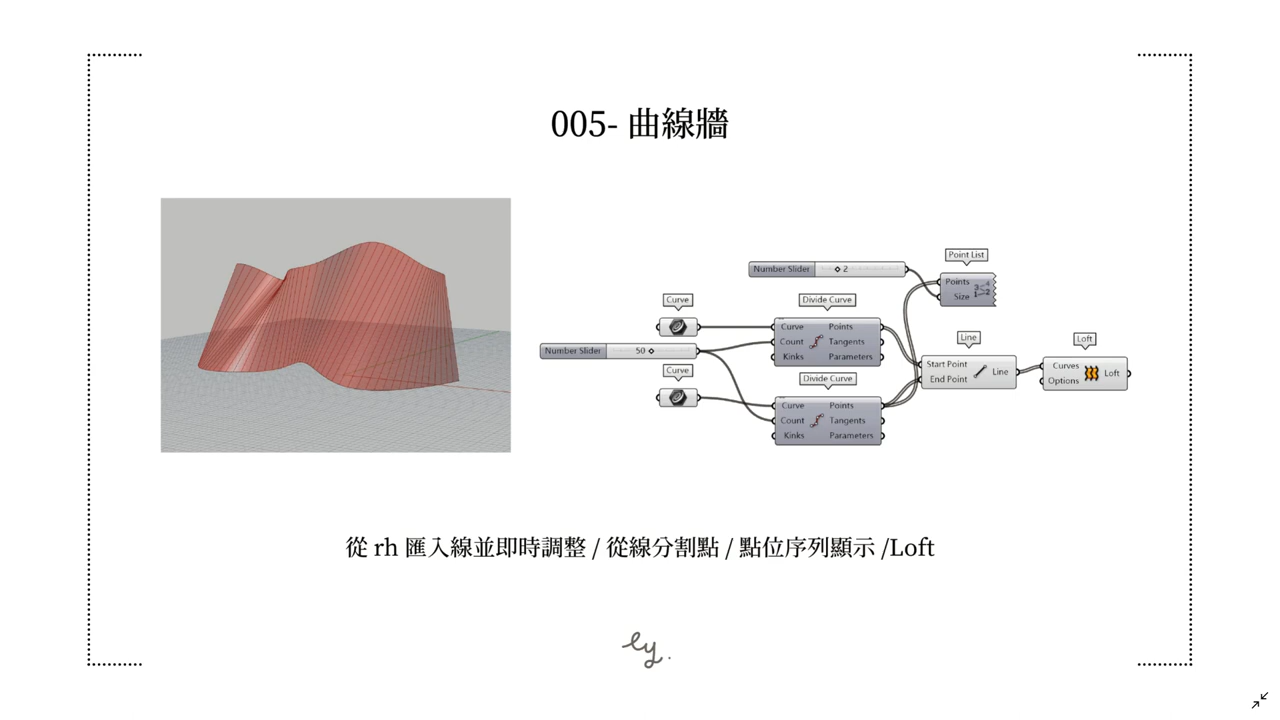 005- 曲線牆
Number Slider 2
Point List
Points
Size
Curve
Divide Curve
Curve Points
Count Tangents
Kinks Parameters
Number Slider 50
Curve
Divide Curve
Curve Points
Count Tangents
Kinks Parameters
Line
Start Point
End Point
Line
Loft
Curves
Options
Loft
從 rh 匯入線並即時調整 / 從線分割點 / 點位序列顯示 /Loft
ly.